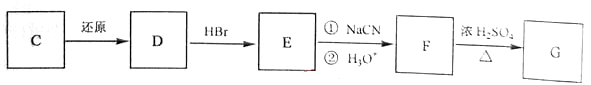 C 还原 D HBr E ① NaCN F 浓 H₂SO₄ G
② H₃O⁺ △